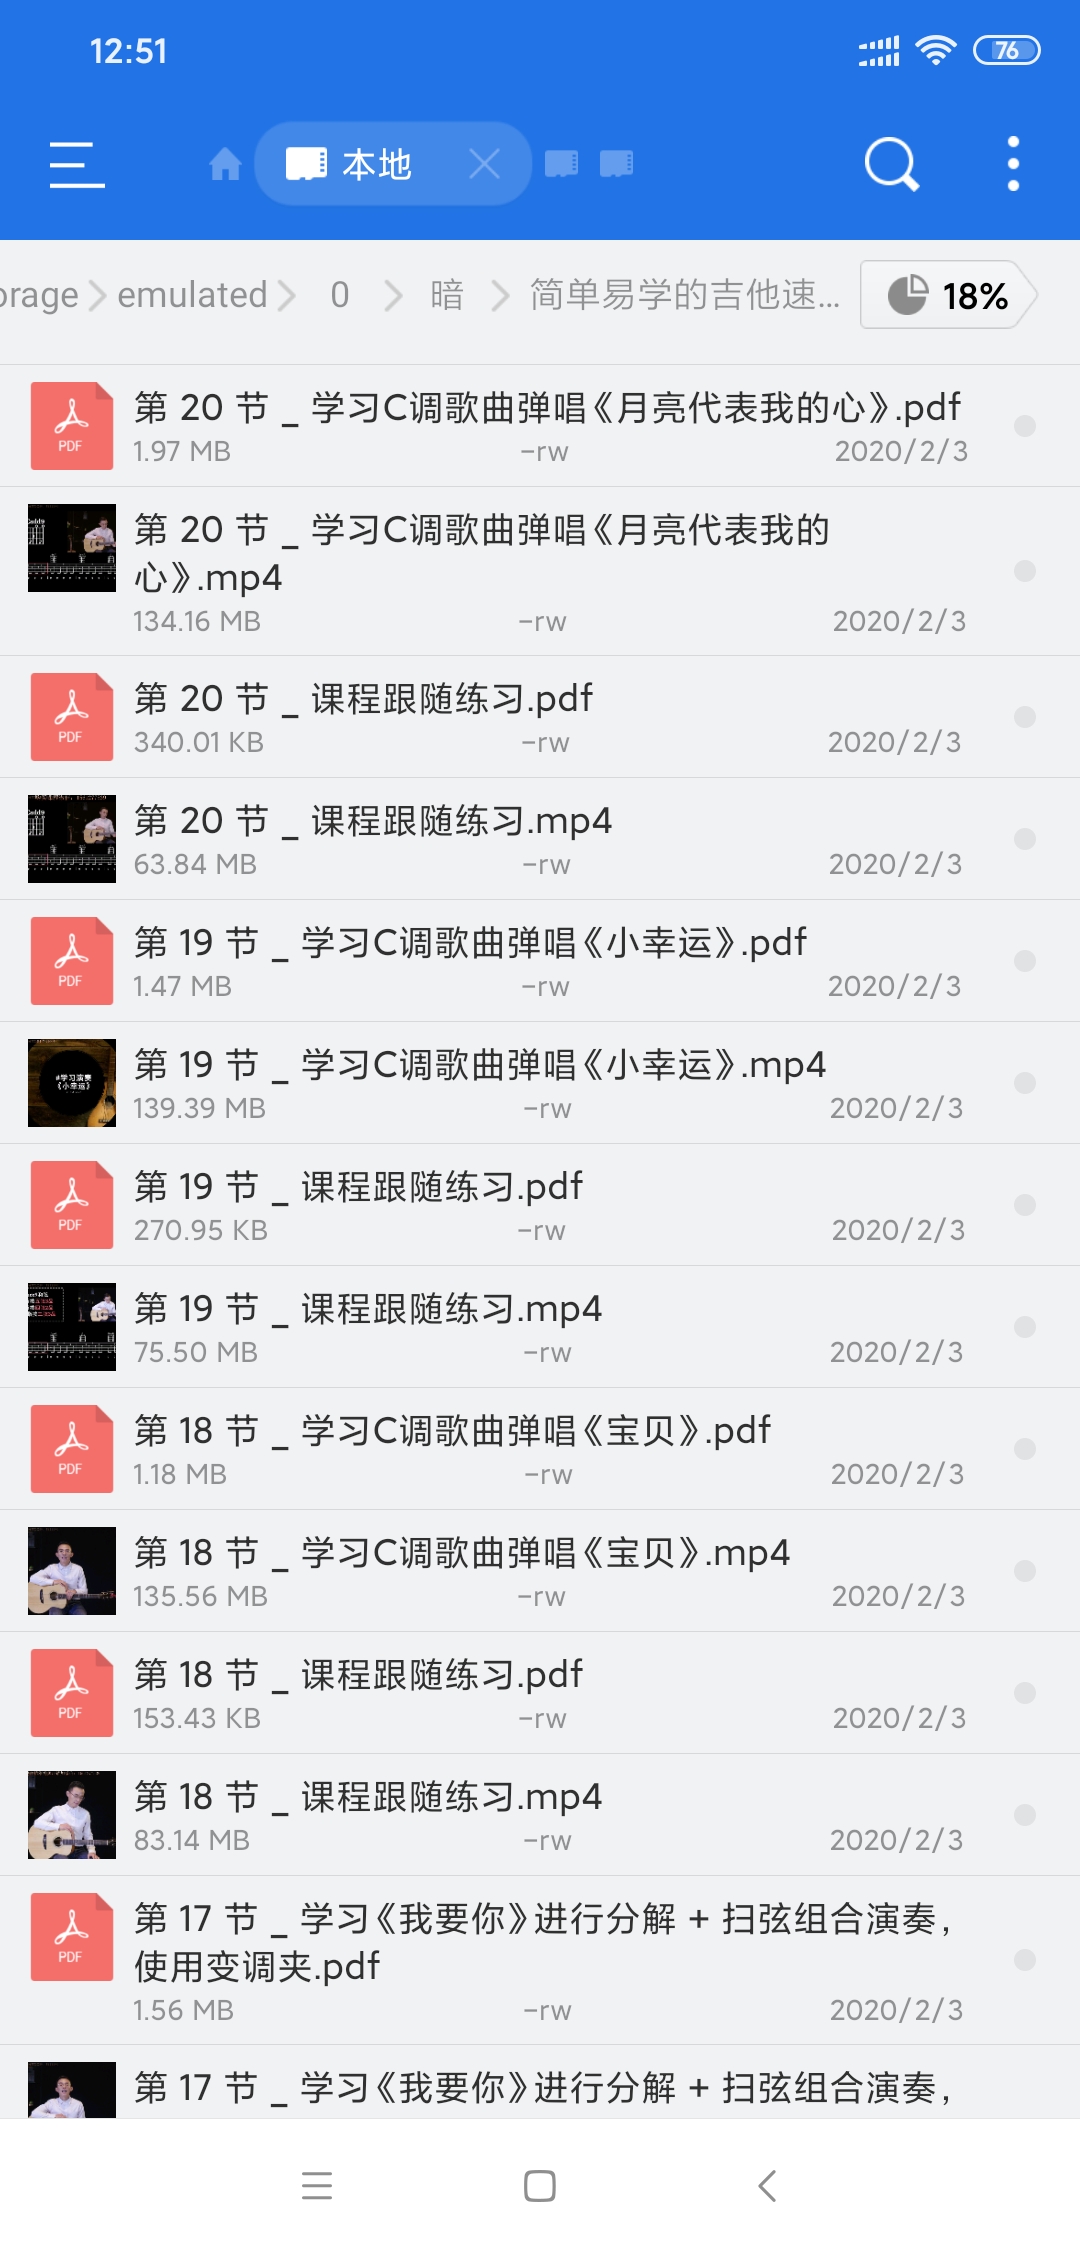 12:51
76
本地
orage > emulated > 0 > 暗 > 简单易学的吉他速...
18%
第 20 节 _ 学习C调歌曲弹唱《月亮代表我的心》.pdf
1.97 MB -rw 2020/2/3
第 20 节 _ 学习C调歌曲弹唱《月亮代表我的
心》.mp4
134.16 MB -rw 2020/2/3
PDF
第 20 节 _ 课程跟随练习.pdf
340.01 KB -rw 2020/2/3
第 20 节 _ 课程跟随练习.mp4
63.84 MB -rw 2020/2/3
PDF
第 19 节 _ 学习C调歌曲弹唱《小幸运》.pdf
1.47 MB -rw 2020/2/3
#学习演奏
《小幸运》
第 19 节 _ 学习C调歌曲弹唱《小幸运》.mp4
139.39 MB -rw 2020/2/3
PDF
第 19 节 _ 课程跟随练习.pdf
270.95 KB -rw 2020/2/3
第 19 节 _ 课程跟随练习.mp4
75.50 MB -rw 2020/2/3
PDF
第 18 节 _ 学习C调歌曲弹唱《宝贝》.pdf
1.18 MB -rw 2020/2/3
第 18 节 _ 学习C调歌曲弹唱《宝贝》.mp4
135.56 MB -rw 2020/2/3
PDF
第 18 节 _ 课程跟随练习.pdf
153.43 KB -rw 2020/2/3
第 18 节 _ 课程跟随练习.mp4
83.14 MB -rw 2020/2/3
PDF
第 17 节 _ 学习《我要你》进行分解 + 扫弦组合演奏，
使用变调夹.pdf
1.56 MB -rw 2020/2/3
第 17 节 _ 学习《我要你》进行分解 + 扫弦组合演奏，